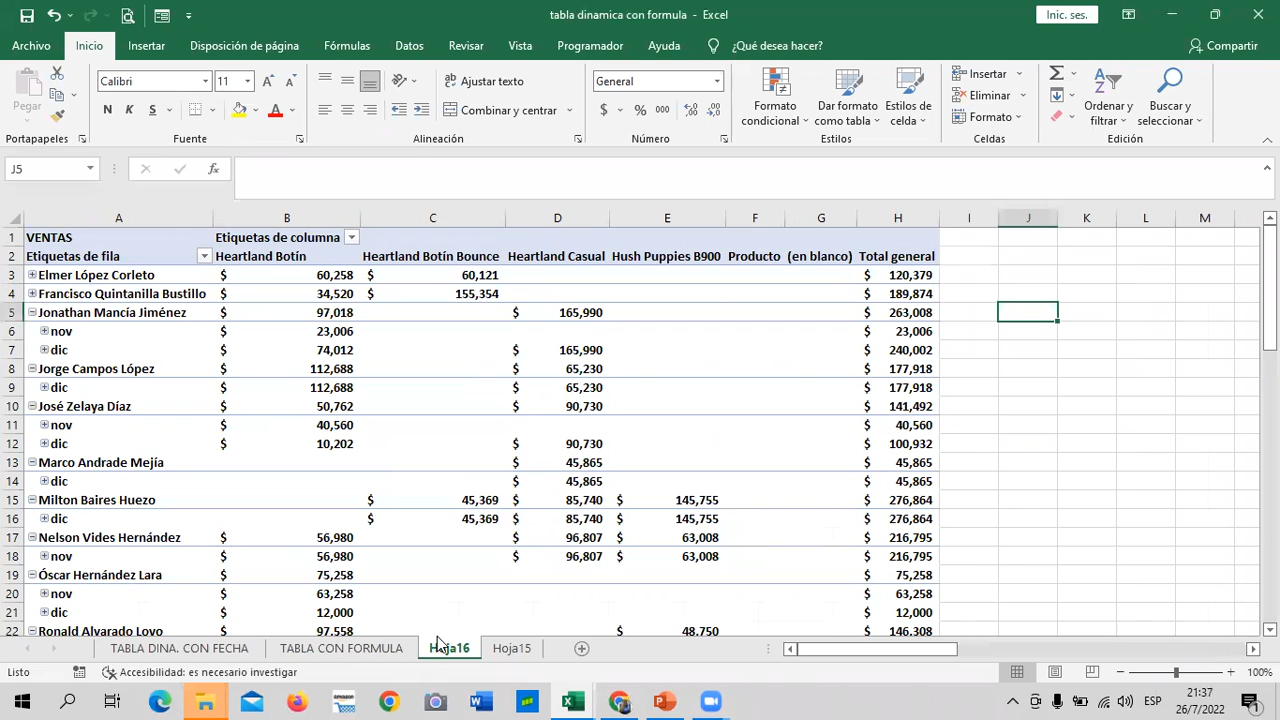 tabla dinamica con formula - Excel
Inic. ses.
Archivo Inicio Insertar Disposición de página Fórmulas Datos Revisar Vista Programador Ayuda ¿Qué desea hacer? Compartir
Pegar
Calibri 11
Ajustar texto
General
Formato condicional
Dar formato como tabla
Estilos de celda
Insertar
Eliminar
Formato
Ordenar y filtrar
Buscar y seleccionar
N K S
Combinar y centrar
$ % 000
Portapapeles Fuente Alineación Número Estilos Celdas Edición
J5 fx
A B C D E F G H I J K L M
1 VENTAS Etiquetas de columna
2 Etiquetas de fila Heartland Botín Heartland Botín Bounce Heartland Casual Hush Puppies B900 Producto (en blanco) Total general
3 Elmer López Corleto $ 60,258 $ 60,121 $ 120,379
4 Francisco Quintanilla Bustillo $ 34,520 $ 155,354 $ 189,874
5 Jonathan Mancía Jiménez $ 97,018 $ 165,990 $ 263,008
6 nov $ 23,006 $ 23,006
7 dic $ 74,012 $ 165,990 $ 240,002
8 Jorge Campos López $ 112,688 $ 65,230 $ 177,918
9 dic $ 112,688 $ 65,230 $ 177,918
10 José Zelaya Díaz $ 50,762 $ 90,730 $ 141,492
11 nov $ 40,560 $ 40,560
12 dic $ 10,202 $ 90,730 $ 100,932
13 Marco Andrade Mejía $ 45,865 $ 45,865
14 dic $ 45,865 $ 45,865
15 Milton Baires Huezo $ 45,369 $ 85,740 $ 145,755 $ 276,864
16 dic $ 45,369 $ 85,740 $ 145,755 $ 276,864
17 Nelson Vides Hernández $ 56,980 $ 96,807 $ 63,008 $ 216,795
18 nov $ 56,980 $ 96,807 $ 63,008 $ 216,795
19 Óscar Hernández Lara $ 75,258 $ 75,258
20 nov $ 63,258 $ 63,258
21 dic $ 12,000 $ 12,000
22 Ronald Alvarado Loyo $ 97,558 $ 48,750 $ 146,308
TABLA DINA. CON FECHA TABLA CON FORMULA Hoja16 Hoja15
Listo Accesibilidad: es necesario investigar 100%
ESP
21:37
26/7/2022